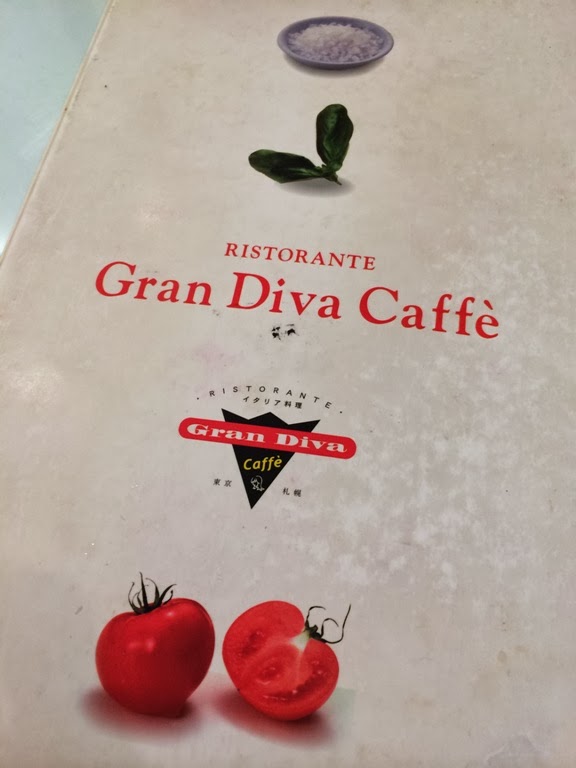 RISTORANTE
Gran Diva Caffè
· RISTORANTE ·
イタリア料理
Gran Diva
Caffè
東京 札幌